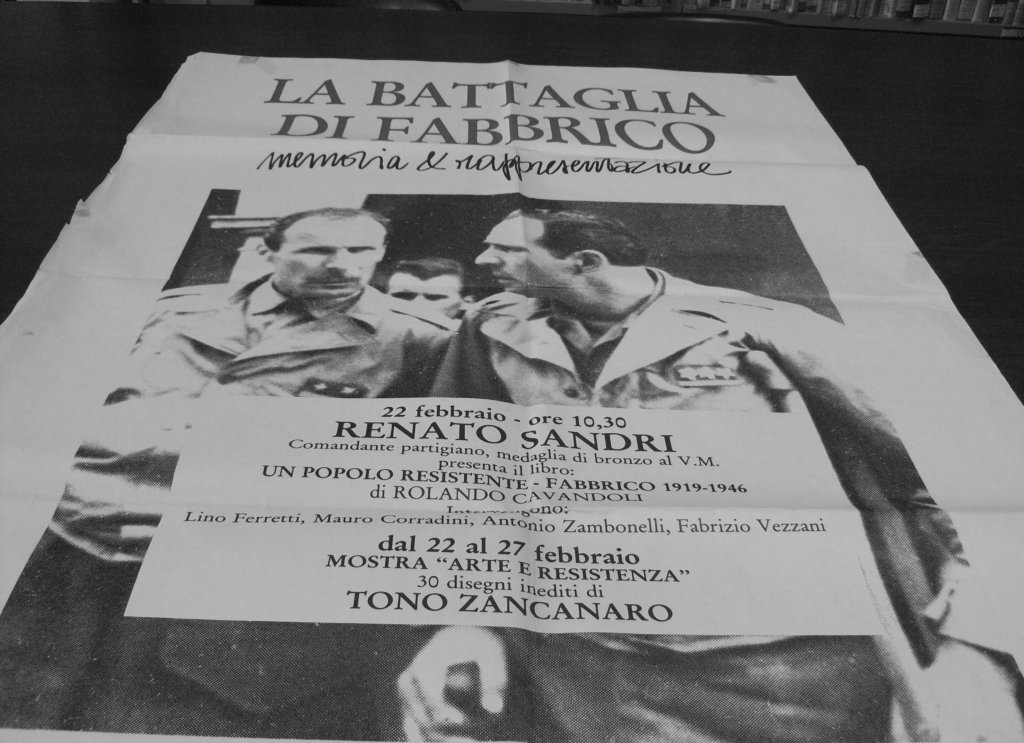 LA BATTAGLIA
DI FABBRICO
memoria & rappresentazione
22 febbraio - ore 10,30
RENATO SANDRI
Comandante partigiano, medaglia di bronzo al V.M.
presenta il libro:
UN POPOLO RESISTENTE - FABBRICO 1919-1946
di ROLANDO CAVANDOLI
Intervengono:
Lino Ferretti, Mauro Corradini, Antonio Zambonelli, Fabrizio Vezzani
dal 22 al 27 febbraio
MOSTRA “ARTE E RESISTENZA”
30 disegni inediti di
TONO ZANCANARO